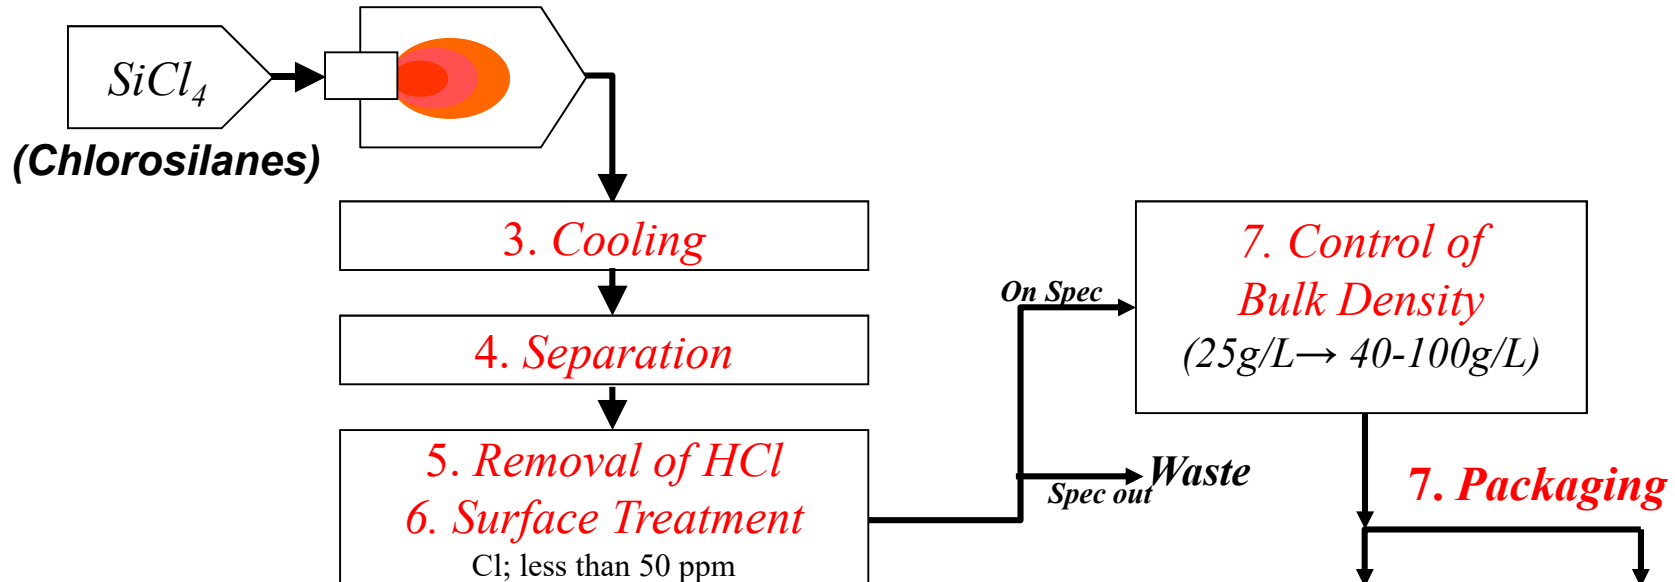 SiCl₄
(Chlorosilanes)
3. Cooling
4. Separation
5. Removal of HCl
6. Surface Treatment
Cl; less than 50 ppm
On Spec
Spec out
Waste
7. Control of
Bulk Density
(25g/L→ 40-100g/L)
7. Packaging